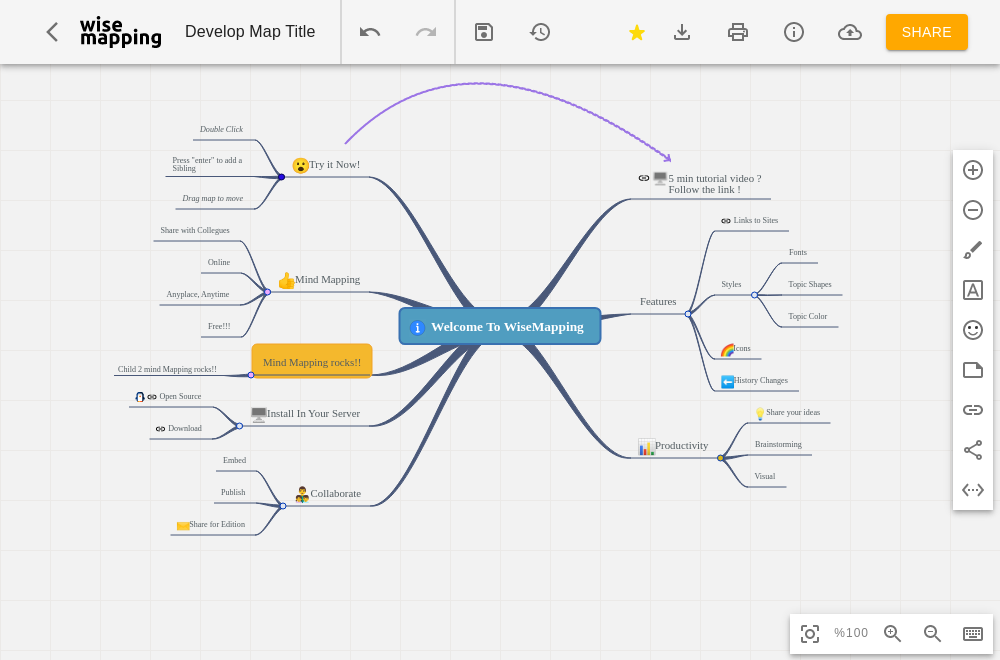 wise
mapping
Develop Map Title
SHARE
Double Click
Press "enter" to add a
Sibling
Drag map to move
Try it Now!
Share with Collegues
Online
Anyplace, Anytime
Free!!!
Mind Mapping
Child 2 mind Mapping rocks!!
Mind Mapping rocks!!
Open Source
Download
Install In Your Server
Embed
Publish
Share for Edition
Collaborate
Welcome To WiseMapping
5 min tutorial video ?
Follow the link !
Features
Links to Sites
Styles
Fonts
Topic Shapes
Topic Color
Icons
History Changes
Productivity
Share your ideas
Brainstorming
Visual
%100